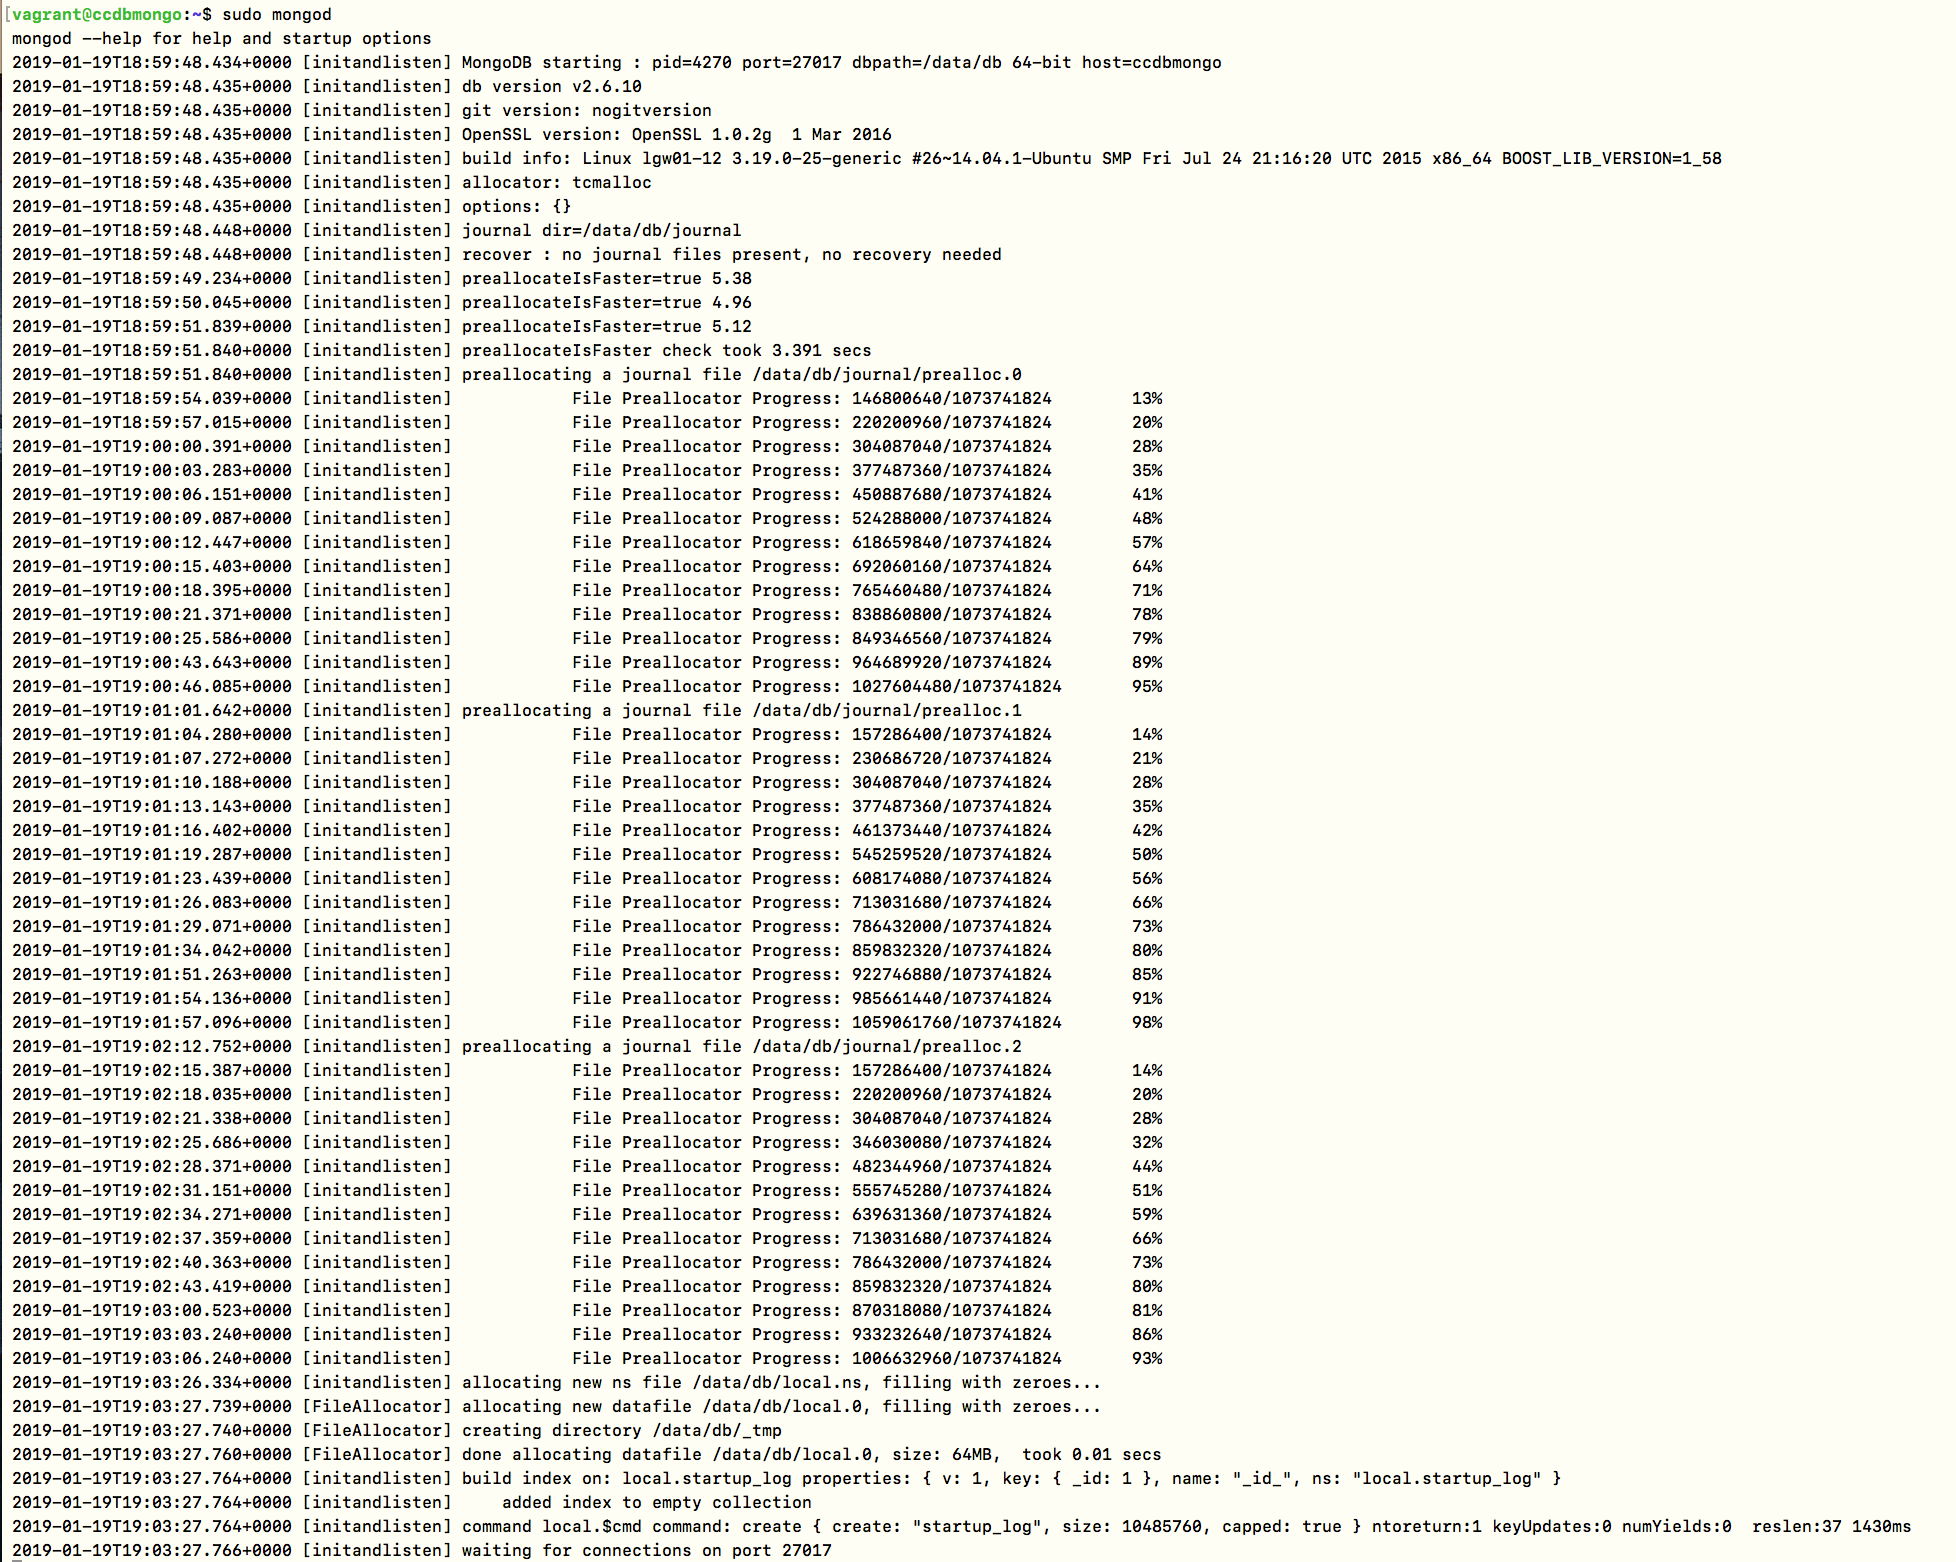 [vagrant@ccdbmongo:~$ sudo mongod
mongod --help for help and startup options
2019-01-19T18:59:48.434+0000 [initandlisten] MongoDB starting : pid=4270 port=27017 dbpath=/data/db 64-bit host=ccdbmongo
2019-01-19T18:59:48.435+0000 [initandlisten] db version v2.6.10
2019-01-19T18:59:48.435+0000 [initandlisten] git version: nogitversion
2019-01-19T18:59:48.435+0000 [initandlisten] OpenSSL version: OpenSSL 1.0.2g  1 Mar 2016
2019-01-19T18:59:48.435+0000 [initandlisten] build info: Linux lgw01-12 3.19.0-25-generic #26~14.04.1-Ubuntu SMP Fri Jul 24 21:16:20 UTC 2015 x86_64 BOOST_LIB_VERSION=1_58
2019-01-19T18:59:48.435+0000 [initandlisten] allocator: tcmalloc
2019-01-19T18:59:48.435+0000 [initandlisten] options: {}
2019-01-19T18:59:48.448+0000 [initandlisten] journal dir=/data/db/journal
2019-01-19T18:59:48.448+0000 [initandlisten] recover : no journal files present, no recovery needed
2019-01-19T18:59:49.234+0000 [initandlisten] preallocateIsFaster=true 5.38
2019-01-19T18:59:50.045+0000 [initandlisten] preallocateIsFaster=true 4.96
2019-01-19T18:59:51.839+0000 [initandlisten] preallocateIsFaster=true 5.12
2019-01-19T18:59:51.840+0000 [initandlisten] preallocateIsFaster check took 3.391 secs
2019-01-19T18:59:51.840+0000 [initandlisten] preallocating a journal file /data/db/journal/prealloc.0
2019-01-19T18:59:54.039+0000 [initandlisten]            File Preallocator Progress: 146800640/1073741824        13%
2019-01-19T18:59:57.015+0000 [initandlisten]            File Preallocator Progress: 220200960/1073741824        20%
2019-01-19T19:00:00.391+0000 [initandlisten]            File Preallocator Progress: 304087040/1073741824        28%
2019-01-19T19:00:03.283+0000 [initandlisten]            File Preallocator Progress: 377487360/1073741824        35%
2019-01-19T19:00:06.151+0000 [initandlisten]            File Preallocator Progress: 450887680/1073741824        41%
2019-01-19T19:00:09.087+0000 [initandlisten]            File Preallocator Progress: 524288000/1073741824        48%
2019-01-19T19:00:12.447+0000 [initandlisten]            File Preallocator Progress: 618659840/1073741824        57%
2019-01-19T19:00:15.403+0000 [initandlisten]            File Preallocator Progress: 692060160/1073741824        64%
2019-01-19T19:00:18.395+0000 [initandlisten]            File Preallocator Progress: 765460480/1073741824        71%
2019-01-19T19:00:21.371+0000 [initandlisten]            File Preallocator Progress: 838860800/1073741824        78%
2019-01-19T19:00:25.586+0000 [initandlisten]            File Preallocator Progress: 849346560/1073741824        79%
2019-01-19T19:00:43.643+0000 [initandlisten]            File Preallocator Progress: 964689920/1073741824        89%
2019-01-19T19:00:46.085+0000 [initandlisten]            File Preallocator Progress: 1027604480/1073741824       95%
2019-01-19T19:01:01.642+0000 [initandlisten] preallocating a journal file /data/db/journal/prealloc.1
2019-01-19T19:01:04.280+0000 [initandlisten]            File Preallocator Progress: 157286400/1073741824        14%
2019-01-19T19:01:07.272+0000 [initandlisten]            File Preallocator Progress: 230686720/1073741824        21%
2019-01-19T19:01:10.188+0000 [initandlisten]            File Preallocator Progress: 304087040/1073741824        28%
2019-01-19T19:01:13.143+0000 [initandlisten]            File Preallocator Progress: 377487360/1073741824        35%
2019-01-19T19:01:16.402+0000 [initandlisten]            File Preallocator Progress: 461373440/1073741824        42%
2019-01-19T19:01:19.287+0000 [initandlisten]            File Preallocator Progress: 545259520/1073741824        50%
2019-01-19T19:01:23.439+0000 [initandlisten]            File Preallocator Progress: 608174080/1073741824        56%
2019-01-19T19:01:26.083+0000 [initandlisten]            File Preallocator Progress: 713031680/1073741824        66%
2019-01-19T19:01:29.071+0000 [initandlisten]            File Preallocator Progress: 786432000/1073741824        73%
2019-01-19T19:01:34.042+0000 [initandlisten]            File Preallocator Progress: 859832320/1073741824        80%
2019-01-19T19:01:51.263+0000 [initandlisten]            File Preallocator Progress: 922746880/1073741824        85%
2019-01-19T19:01:54.136+0000 [initandlisten]            File Preallocator Progress: 985661440/1073741824        91%
2019-01-19T19:01:57.096+0000 [initandlisten]            File Preallocator Progress: 1059061760/1073741824       98%
2019-01-19T19:02:12.752+0000 [initandlisten] preallocating a journal file /data/db/journal/prealloc.2
2019-01-19T19:02:15.387+0000 [initandlisten]            File Preallocator Progress: 157286400/1073741824        14%
2019-01-19T19:02:18.035+0000 [initandlisten]            File Preallocator Progress: 220200960/1073741824        20%
2019-01-19T19:02:21.338+0000 [initandlisten]            File Preallocator Progress: 304087040/1073741824        28%
2019-01-19T19:02:25.686+0000 [initandlisten]            File Preallocator Progress: 346030080/1073741824        32%
2019-01-19T19:02:28.371+0000 [initandlisten]            File Preallocator Progress: 482344960/1073741824        44%
2019-01-19T19:02:31.151+0000 [initandlisten]            File Preallocator Progress: 555745280/1073741824        51%
2019-01-19T19:02:34.271+0000 [initandlisten]            File Preallocator Progress: 639631360/1073741824        59%
2019-01-19T19:02:37.359+0000 [initandlisten]            File Preallocator Progress: 713031680/1073741824        66%
2019-01-19T19:02:40.363+0000 [initandlisten]            File Preallocator Progress: 786432000/1073741824        73%
2019-01-19T19:02:43.419+0000 [initandlisten]            File Preallocator Progress: 859832320/1073741824        80%
2019-01-19T19:03:00.523+0000 [initandlisten]            File Preallocator Progress: 870318080/1073741824        81%
2019-01-19T19:03:03.240+0000 [initandlisten]            File Preallocator Progress: 933232640/1073741824        86%
2019-01-19T19:03:06.240+0000 [initandlisten]            File Preallocator Progress: 1006632960/1073741824       93%
2019-01-19T19:03:26.334+0000 [initandlisten] allocating new ns file /data/db/local.ns, filling with zeroes...
2019-01-19T19:03:27.739+0000 [FileAllocator] allocating new datafile /data/db/local.0, filling with zeroes...
2019-01-19T19:03:27.740+0000 [FileAllocator] creating directory /data/db/_tmp
2019-01-19T19:03:27.760+0000 [FileAllocator] done allocating datafile /data/db/local.0, size: 64MB,  took 0.01 secs
2019-01-19T19:03:27.764+0000 [initandlisten] build index on: local.startup_log properties: { v: 1, key: { _id: 1 }, name: "_id_", ns: "local.startup_log" }
2019-01-19T19:03:27.764+0000 [initandlisten]     added index to empty collection
2019-01-19T19:03:27.764+0000 [initandlisten] command local.$cmd command: create { create: "startup_log", size: 10485760, capped: true } ntoreturn:1 keyUpdates:0 numYields:0  reslen:37 1430ms
2019-01-19T19:03:27.766+0000 [initandlisten] waiting for connections on port 27017